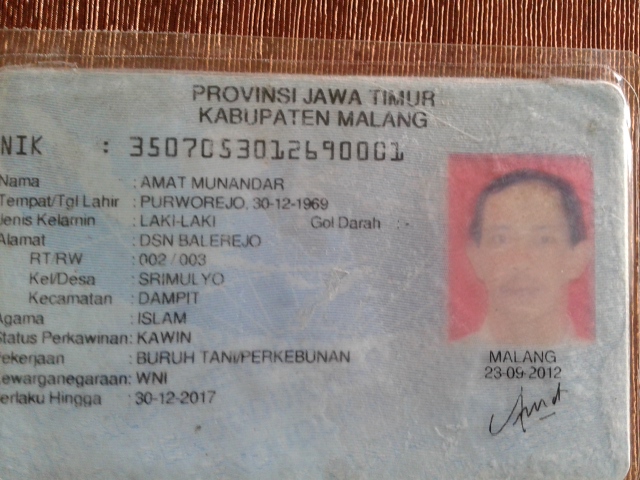 PROVINSI JAWA TIMUR
KABUPATEN MALANG
NIK : 3507053012690001
Nama : AMAT MUNANDAR
Tempat/Tgl Lahir : PURWOREJO, 30-12-1969
Jenis Kelamin : LAKI-LAKI Gol Darah : -
Alamat : DSN BALEREJO
RT/RW : 002 / 003
Kel/Desa : SRIMULYO
Kecamatan : DAMPIT
Agama : ISLAM
Status Perkawinan: KAWIN
Pekerjaan : BURUH TANI/PERKEBUNAN
Kewarganegaraan: WNI
Berlaku Hingga : 30-12-2017
MALANG
23-09-2012